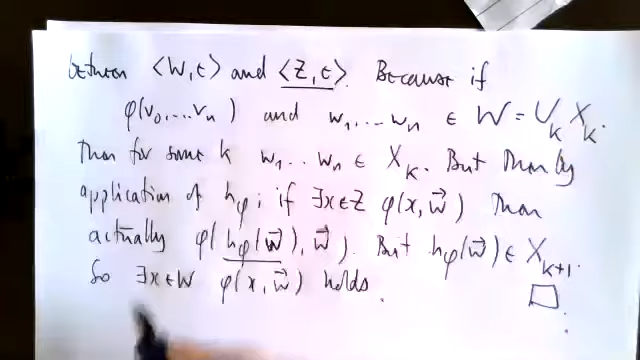 between ⟨W,ε⟩ and ⟨Z,ε⟩. Because if
φ(v₀,...vₙ) and w₁,...wₙ ∈ W = ∪ₖ Xₖ.
Then for some k w₁..wₙ ∈ Xₖ. But then by
application of hφ; if ∃x∈Z φ(x,w⃗) Then
actually φ(hφ(w⃗),w⃗). But hφ(w⃗) ∈ Xₖ₊₁.
So ∃x∈W φ(x,w⃗) holds. □